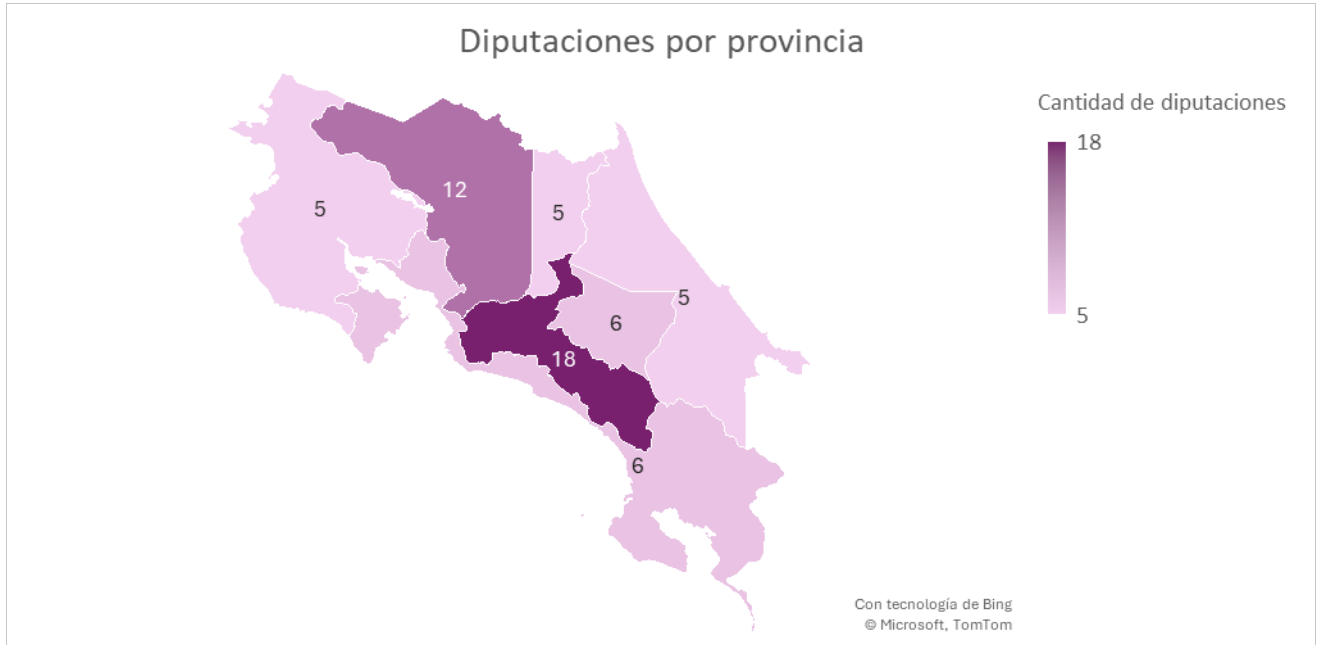 Diputaciones por provincia
Cantidad de diputaciones
18
5
12
5
5
5
6
18
6
Con tecnología de Bing
© Microsoft, TomTom